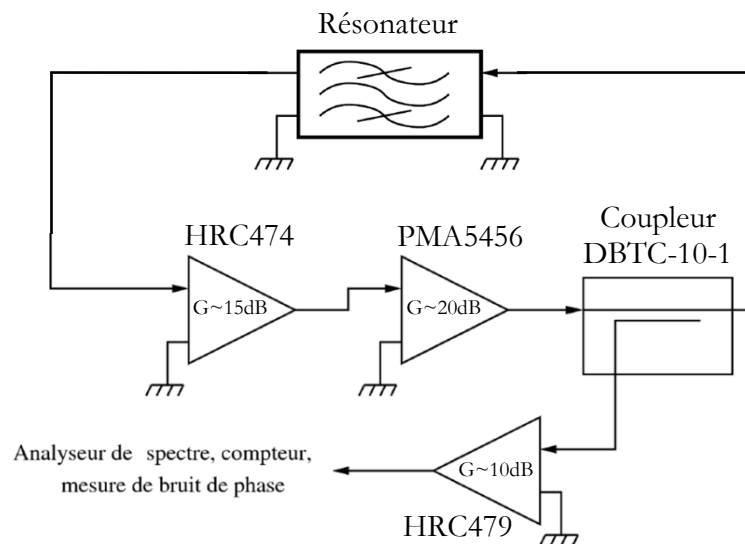 Résonateur
HRC474
PMA5456
Coupleur
DBTC-10-1
G~15dB
G~20dB
Analyseur de spectre, compteur,
mesure de bruit de phase
G~10dB
HRC479